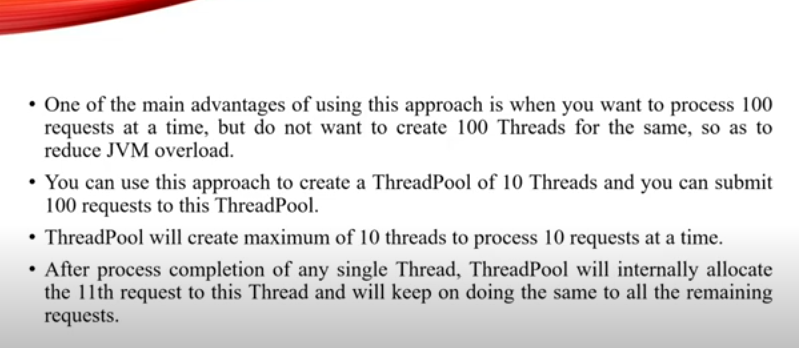 • One of the main advantages of using this approach is when you want to process 100
requests at a time, but do not want to create 100 Threads for the same, so as to
reduce JVM overload.
• You can use this approach to create a ThreadPool of 10 Threads and you can submit
100 requests to this ThreadPool.
• ThreadPool will create maximum of 10 threads to process 10 requests at a time.
• After process completion of any single Thread, ThreadPool will internally allocate
the 11th request to this Thread and will keep on doing the same to all the remaining
requests.